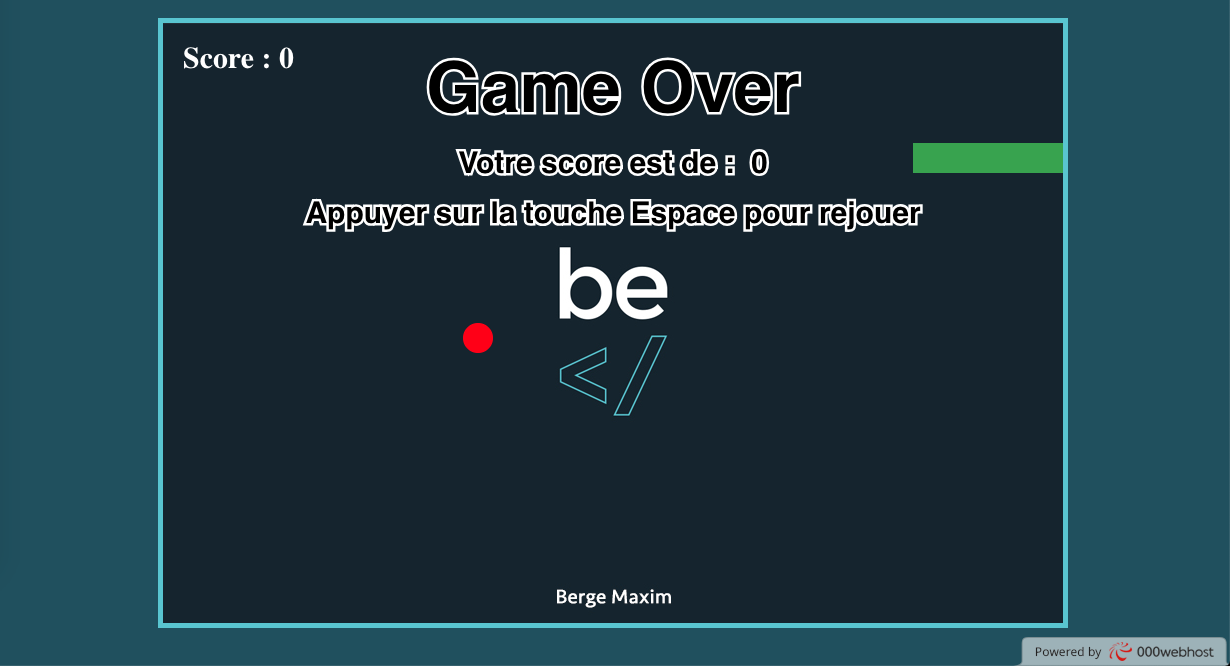 Score : 0
Game Over
Votre score est de : 0
Appuyer sur la touche Espace pour rejouer
be
</
Berge Maxim
Powered by 000webhost